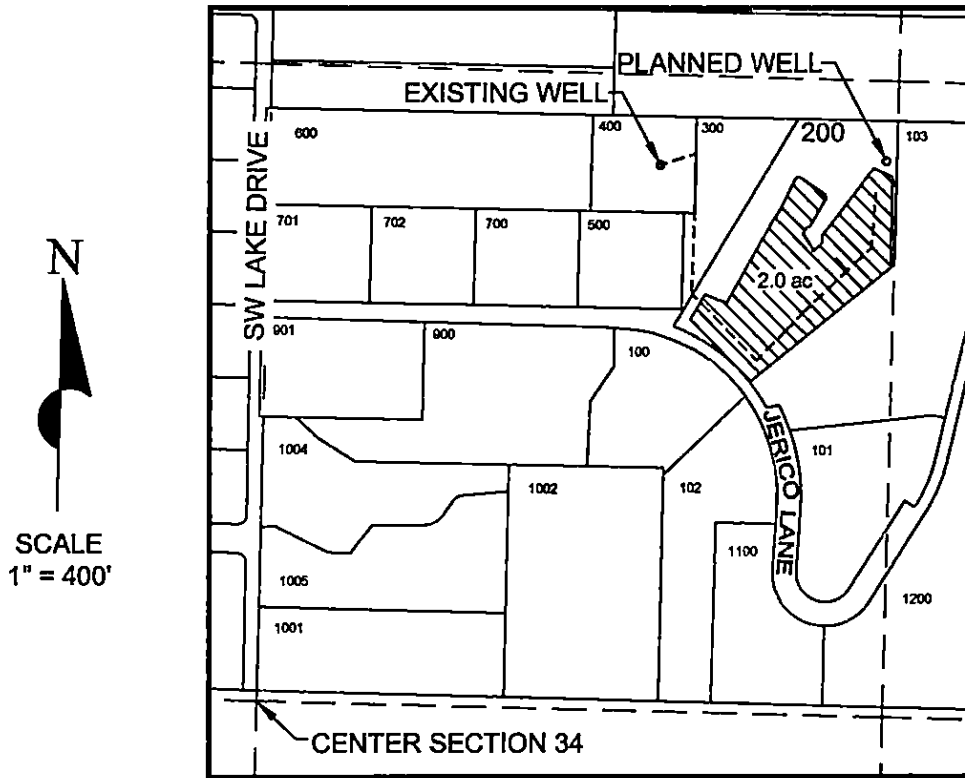 PLANNED WELL
EXISTING WELL
600
400
300
200
103
701
702
700
500
SW LAKE DRIVE
2.0 ac
N
901
900
100
SCALE
1" = 400'
1004
1002
102
JERICO LANE
101
1100
1005
1001
1200
CENTER SECTION 34